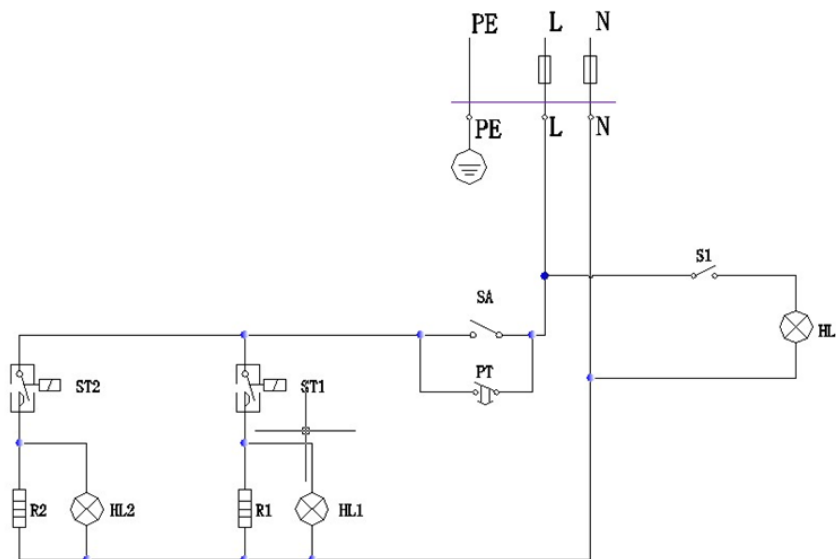 PE L N
PE L N
S1
SA
HL
PT
ST2 ST1
R2 HL2 R1 HL1